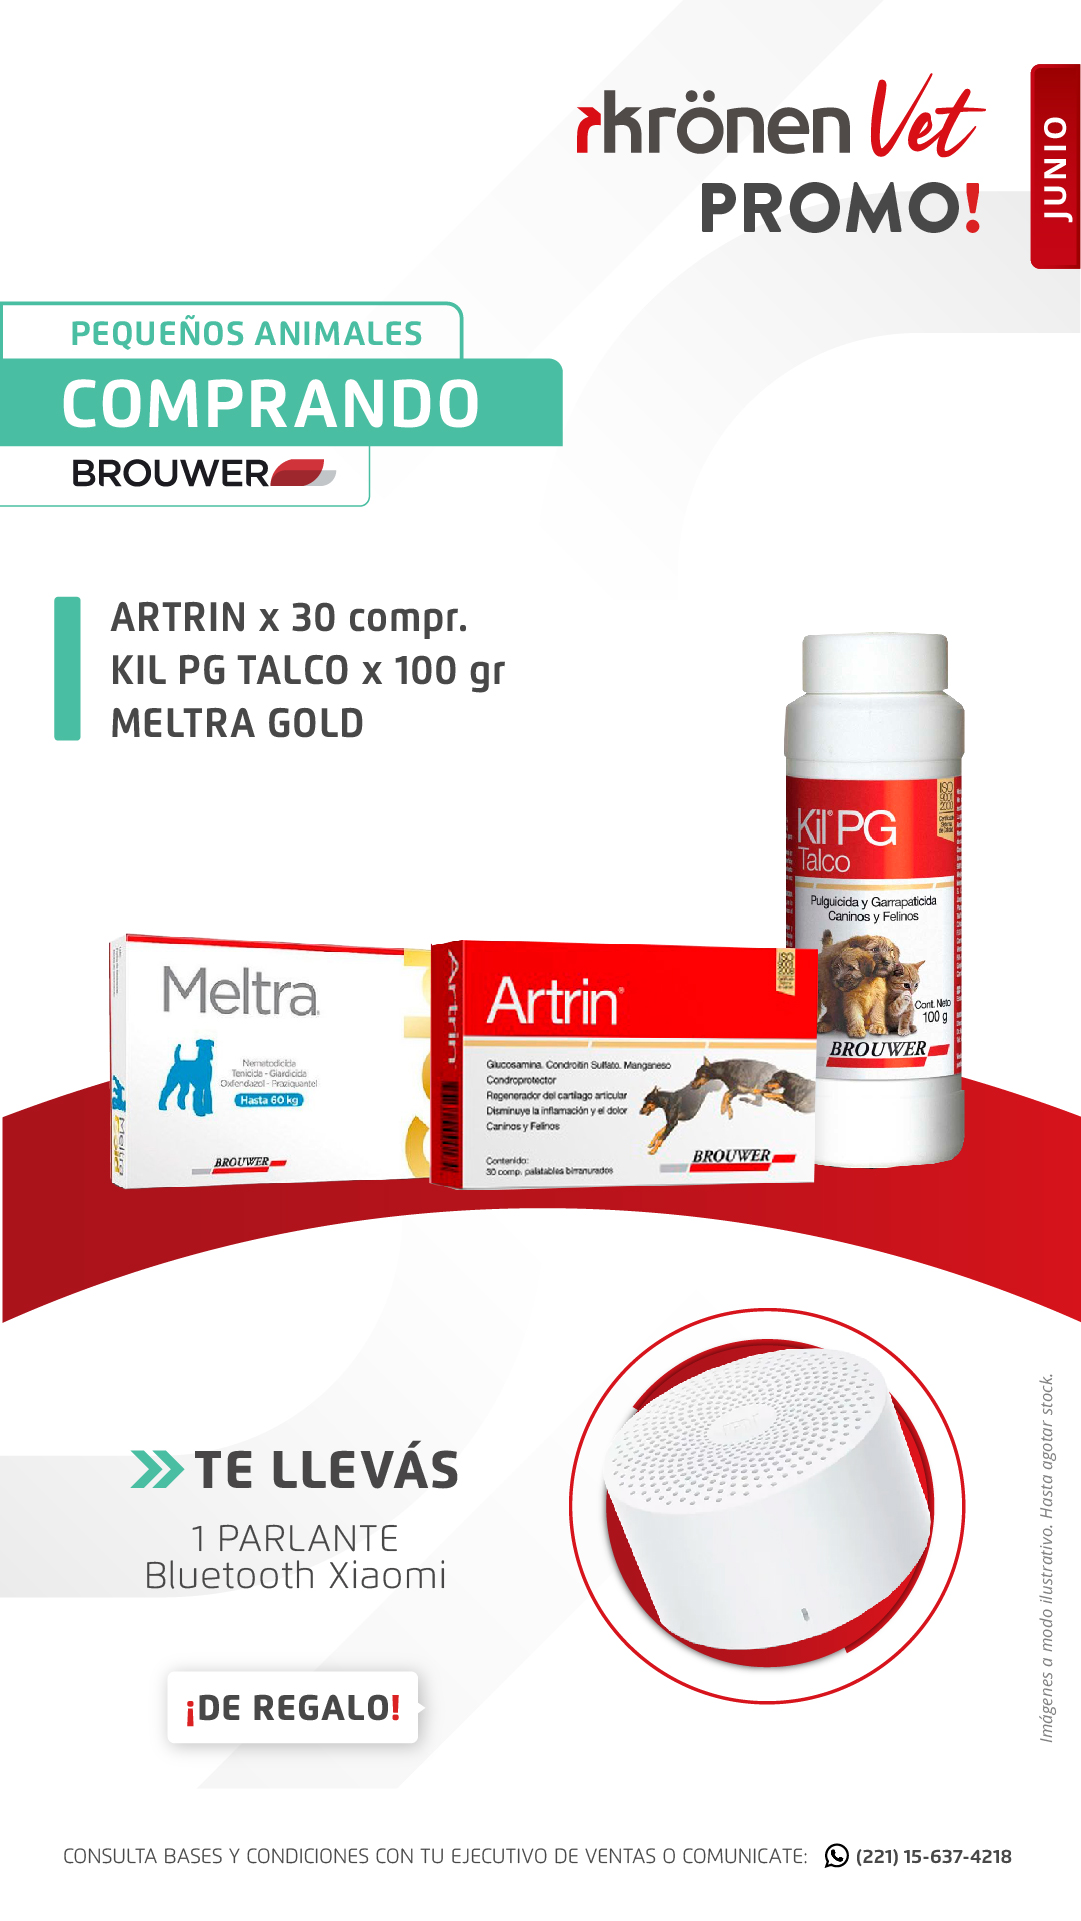 krönen Vet
PROMO!
JUNIO
PEQUEÑOS ANIMALES
COMPRANDO
BROUWER
ARTRIN x 30 compr.
KIL PG TALCO x 100 gr
MELTRA GOLD
Kil® PG
Talco
Pulguicida y Garrapaticida
Caninos y Felinos
Cont. Neto
100 g
BROUWER
Meltra
Nematodicida
Tenicida - Giardicida
Oxfendazol - Praziquantel
Hasta 60 kg
BROUWER
Meltra
Artrin
Artrin®
Glucosamina. Condroitin Sulfato. Manganeso
Condroprotector
Regenerador del cartílago articular
Disminuye la inflamación y el dolor
Caninos y Felinos
Contenido:
30 comp. palatables birranurados
BROUWER
TE LLEVÁS
1 PARLANTE
Bluetooth Xiaomi
¡DE REGALO!
Imágenes a modo ilustrativo. Hasta agotar stock.
CONSULTA BASES Y CONDICIONES CON TU EJECUTIVO DE VENTAS O COMUNICATE: (221) 15-637-4218